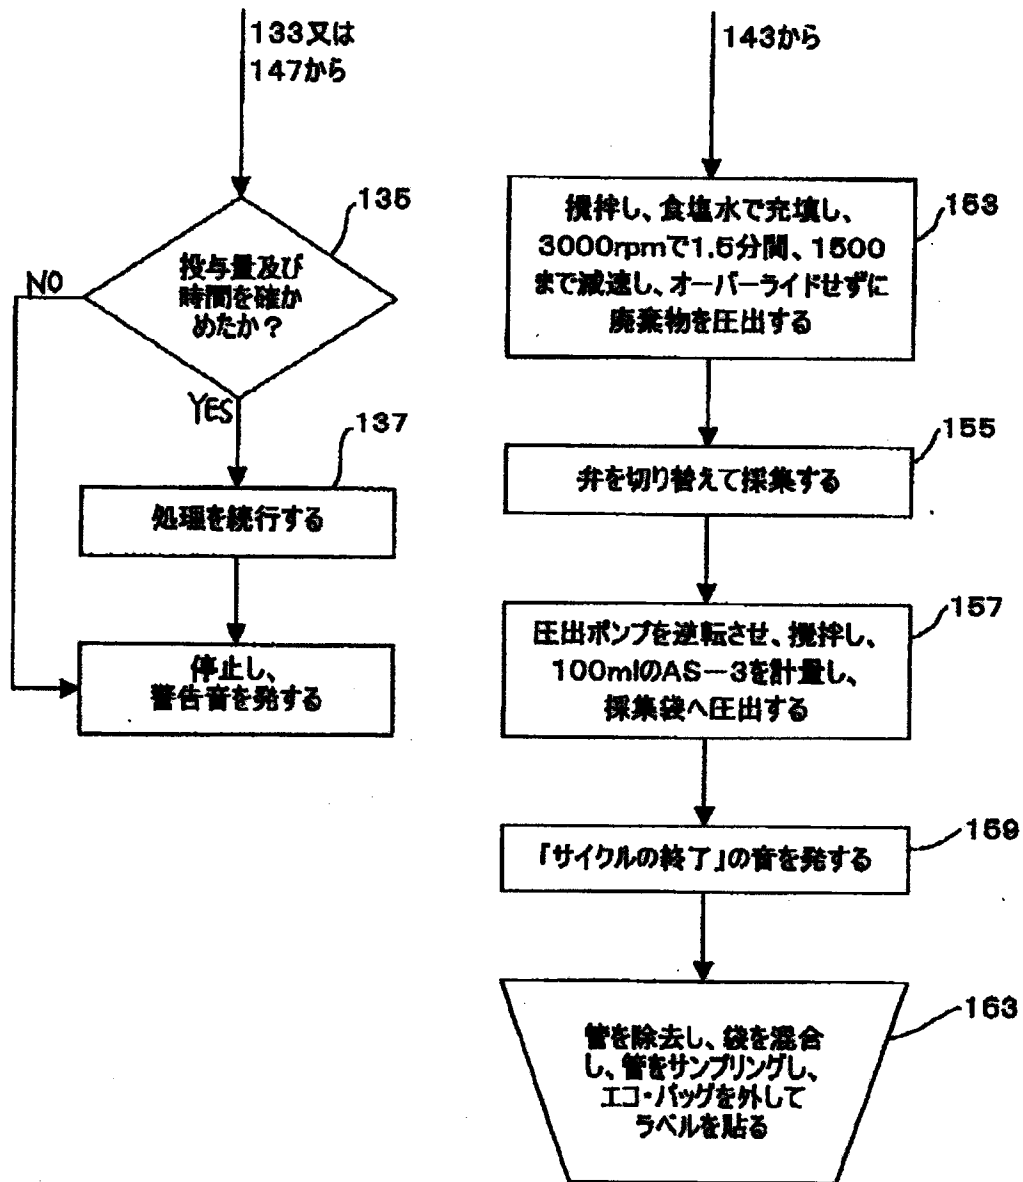 133又は
147から
135
投与量及び
時間を確か
めたか?
NO
YES
137
処理を続行する
停止し、
警告音を発する
143から
153
攪拌し、食塩水で充填し、
3000rpmで1.5分間、1500
まで減速し、オーバーライドせずに
廃棄物を圧出する
155
弁を切り替えて採集する
157
圧出ポンプを逆転させ、攪拌し、
100mlのAS-3を計量し、
採集袋へ圧出する
159
「サイクルの終了」の音を発する
163
管を除去し、袋を混合
し、管をサンプリングし、
エコ・バッグを外して
ラベルを貼る